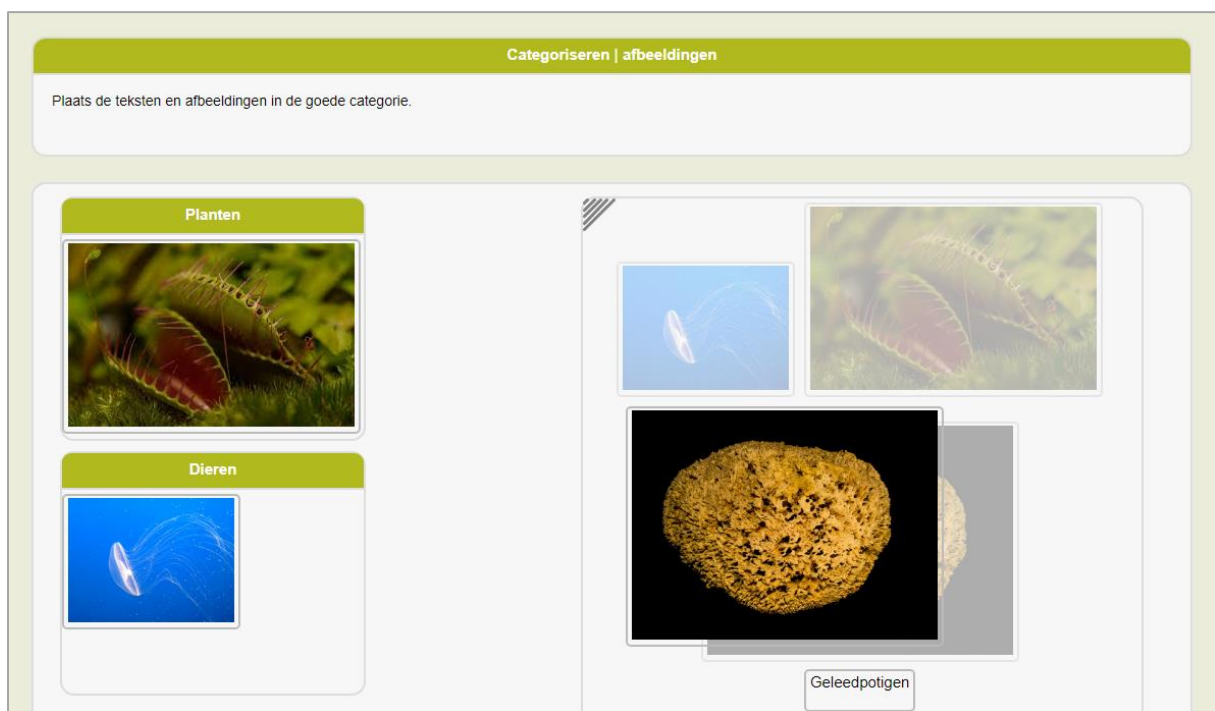 Categoriseren | afbeeldingen
Plaats de teksten en afbeeldingen in de goede categorie.
Planten
Dieren
Geleedpotigen